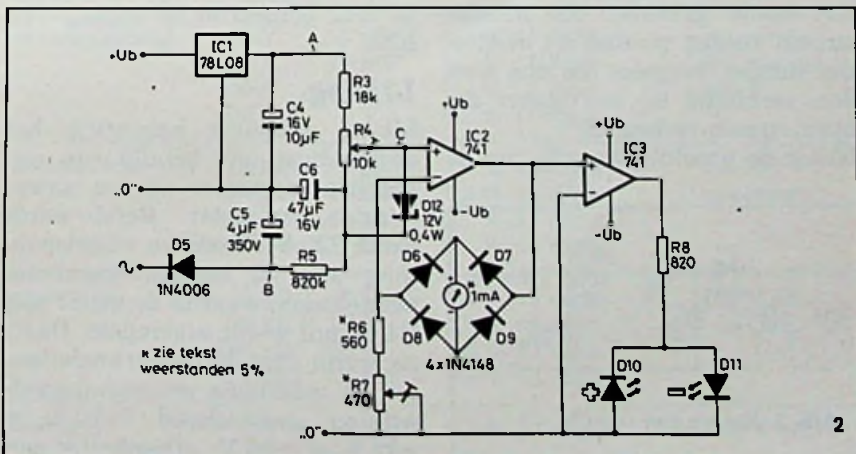 +Ub
IC1
78L08
A
C4
16V
10µF
R3
18k
R4
10k
C
+Ub
IC2
741
-Ub
+Ub
IC3
741
-Ub
„0"
C6
47µF
16V
C5
4µF
350V
D12
12V
0,4W
D5
1N4006
B
R5
820k
R8
820
D6
D7
*
1mA
D8
D9
4x1N4148
*R6
560
*R7
470
* zie tekst
weerstanden 5%
D10
D11
„0"
2